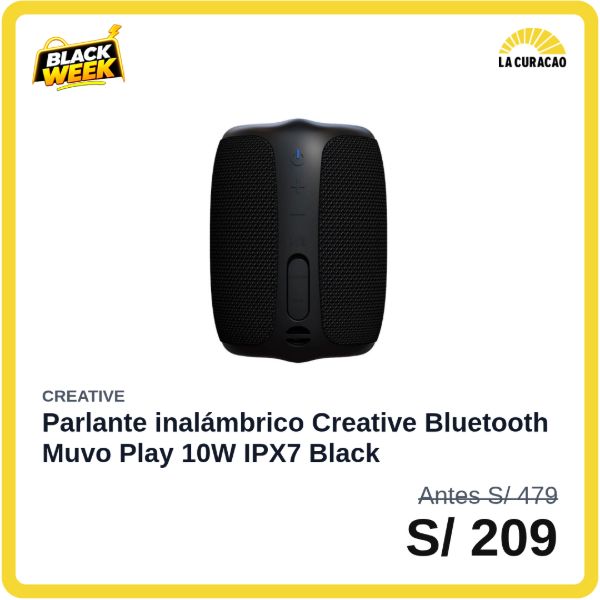 BLACK
WEEK
LA CURACAO
CREATIVE
Parlante inalámbrico Creative Bluetooth
Muvo Play 10W IPX7 Black
Antes S/ 479
S/ 209